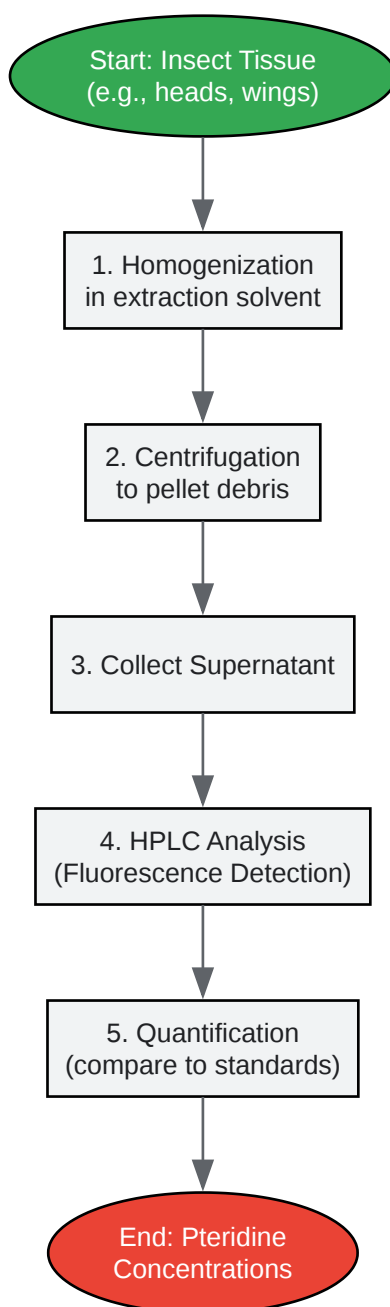 Start: Insect Tissue
(e.g., heads, wings)
1. Homogenization
in extraction solvent
2. Centrifugation
to pellet debris
3. Collect Supernatant
4. HPLC Analysis
(Fluorescence Detection)
5. Quantification
(compare to standards)
End: Pteridine
Concentrations